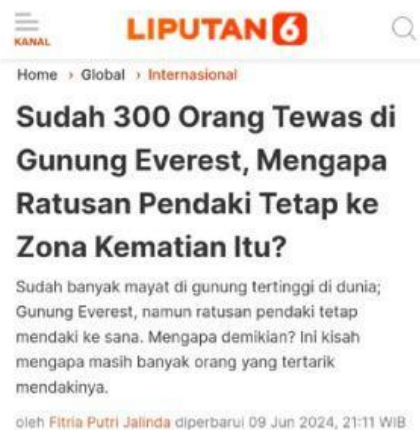 LIPUTAN 6
KANAL
Home › Global › Internasional
Sudah 300 Orang Tewas di
Gunung Everest, Mengapa
Ratusan Pendaki Tetap ke
Zona Kematian Itu?
Sudah banyak mayat di gunung tertinggi di dunia;
Gunung Everest, namun ratusan pendaki tetap
mendaki ke sana. Mengapa demikian? Ini kisah
mengapa masih banyak orang yang tertarik
mendakinya.
oleh Fitria Putri Jalinda diperbarui 09 Jun 2024, 21:11 WIB